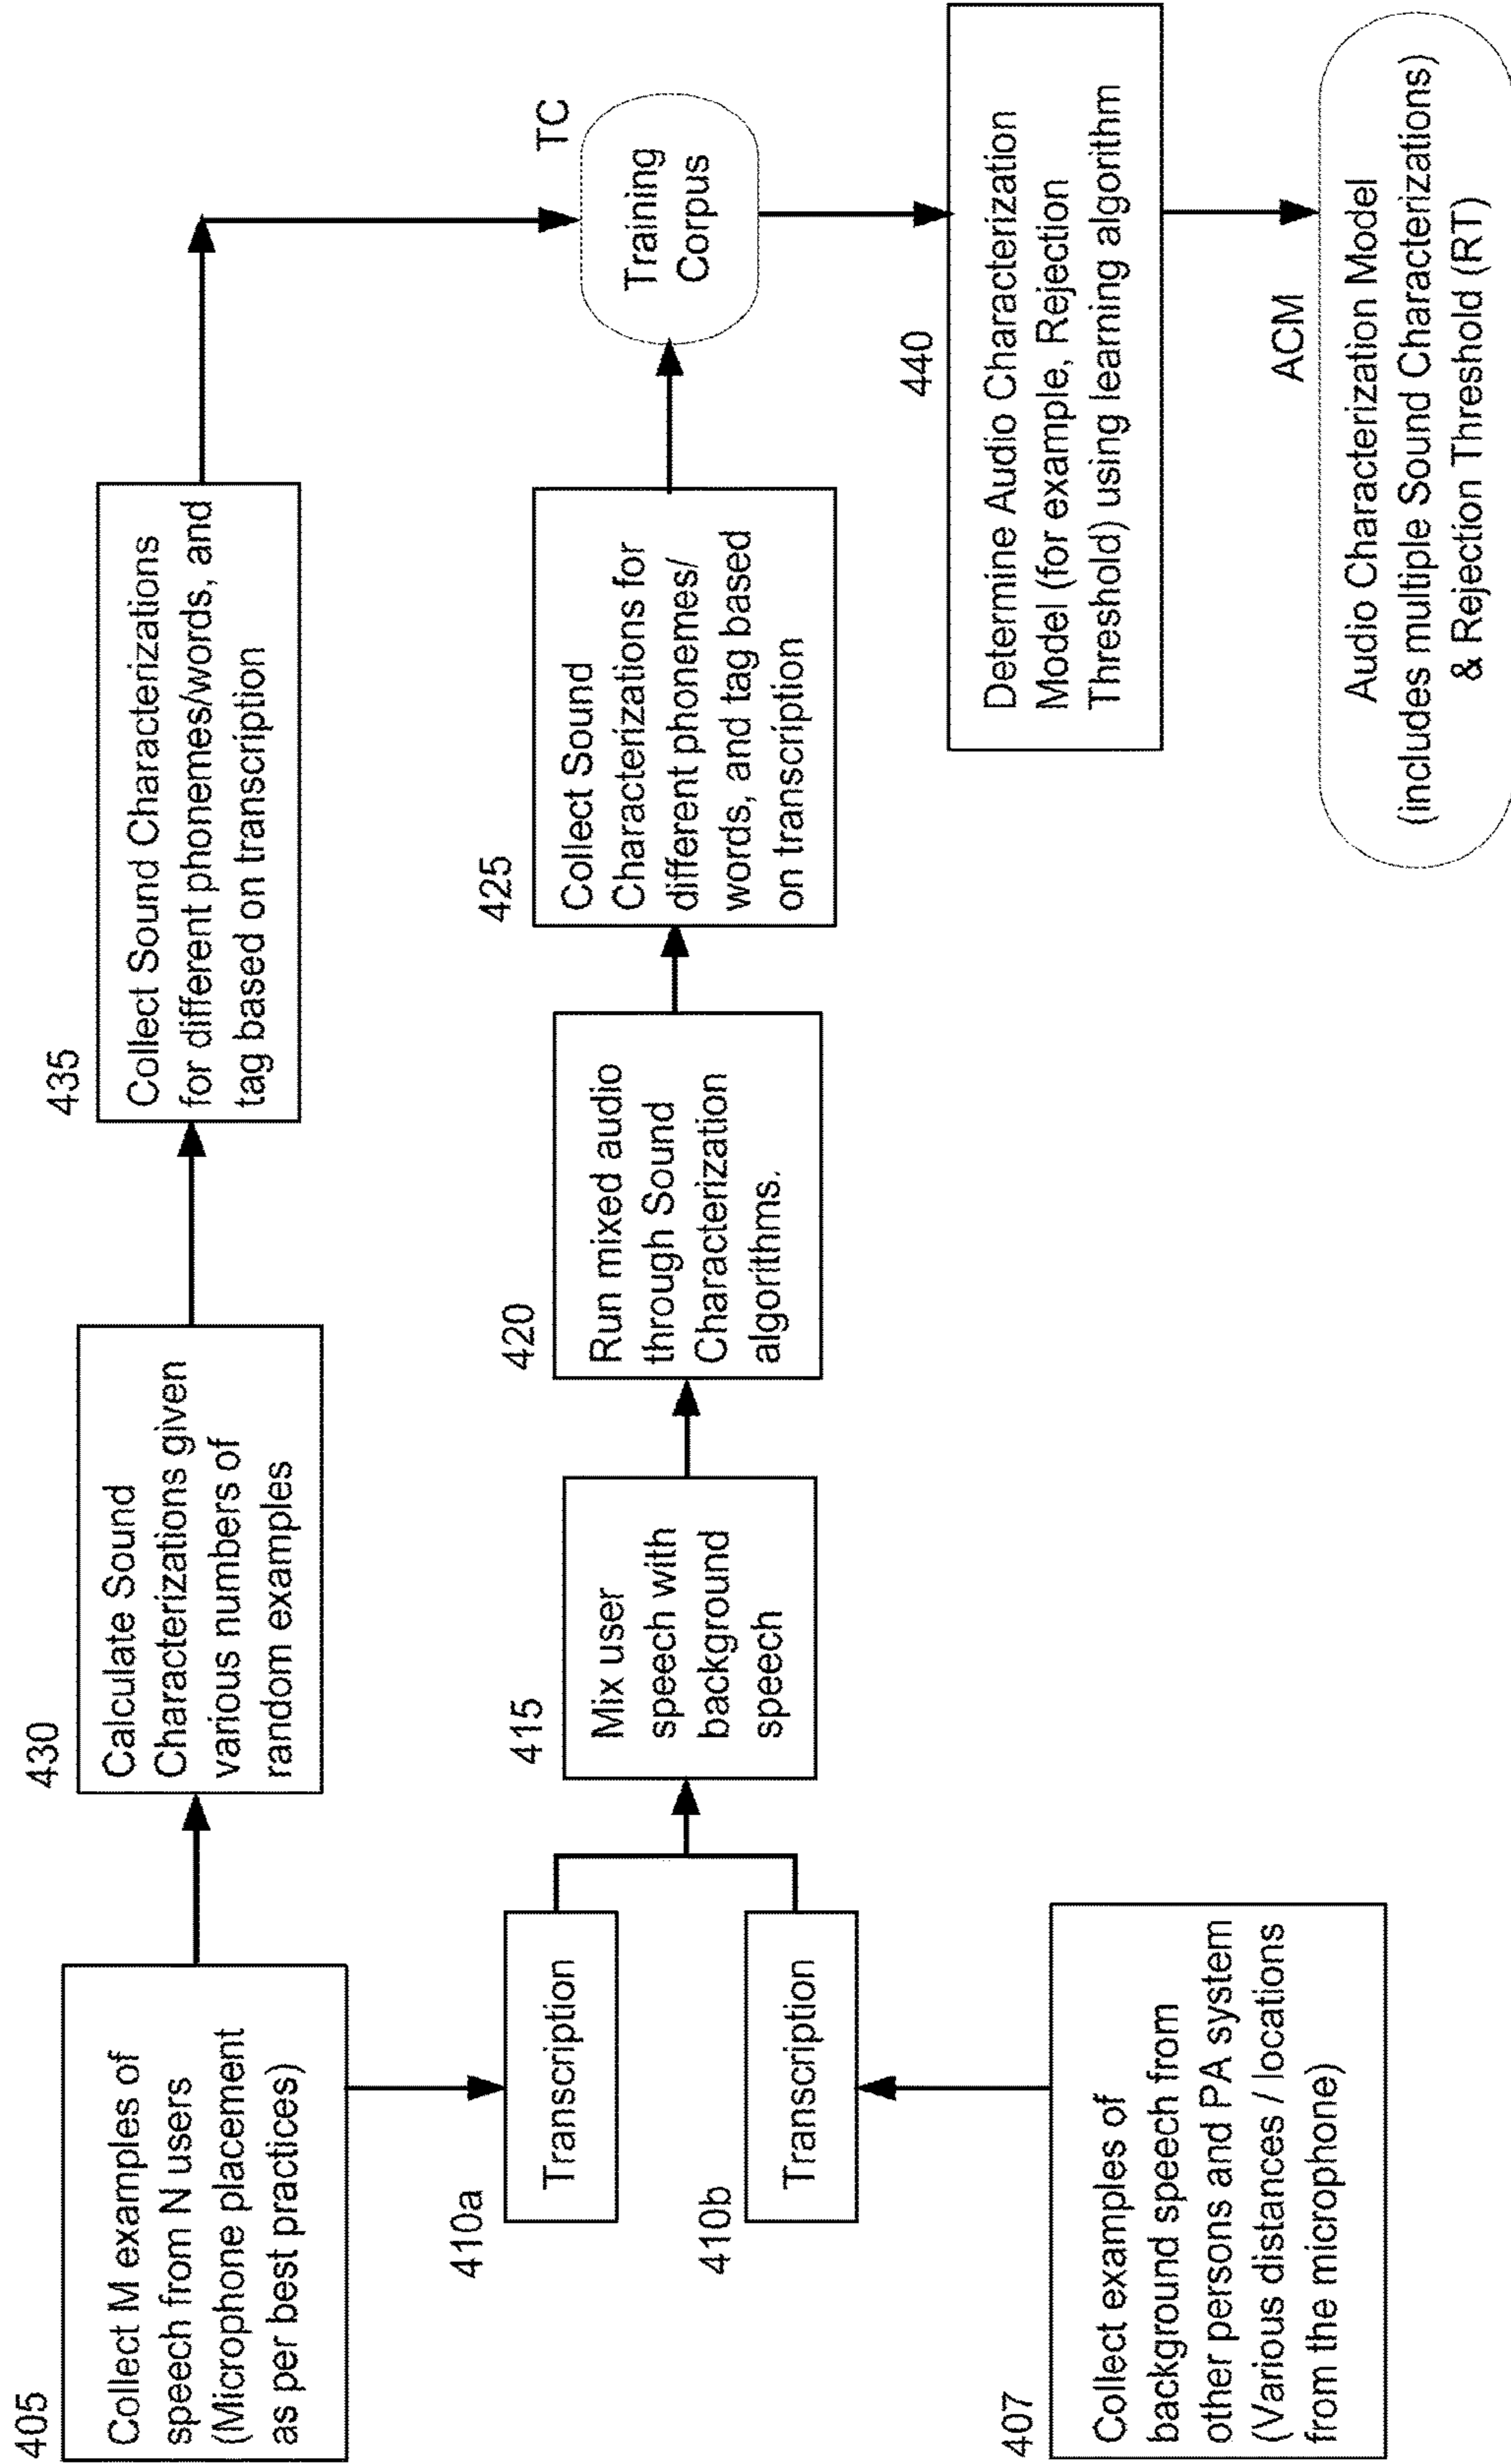 405
Collect M examples of
speech from N users
(Microphone placement
as per best practices)
430
Calculate Sound
Characterizations given
various numbers of
random examples
435
Collect Sound Characterizations
for different phonemes/words, and
tag based on transcription
410a
Transcription
410b
Transcription
415
Mix user
speech with
background
speech
420
Run mixed audio
through Sound
Characterization
algorithms.
425
Collect Sound
Characterizations for
different phonemes/
words, and tag based
on transcription
TC
Training
Corpus
407
Collect examples of
background speech from
other persons and PA system
(Various distances / locations
from the microphone)
440
Determine Audio Characterization
Model (for example, Rejection
Threshold) using learning algorithm
ACM
Audio Characterization Model
(includes multiple Sound Characterizations)
& Rejection Threshold (RT)